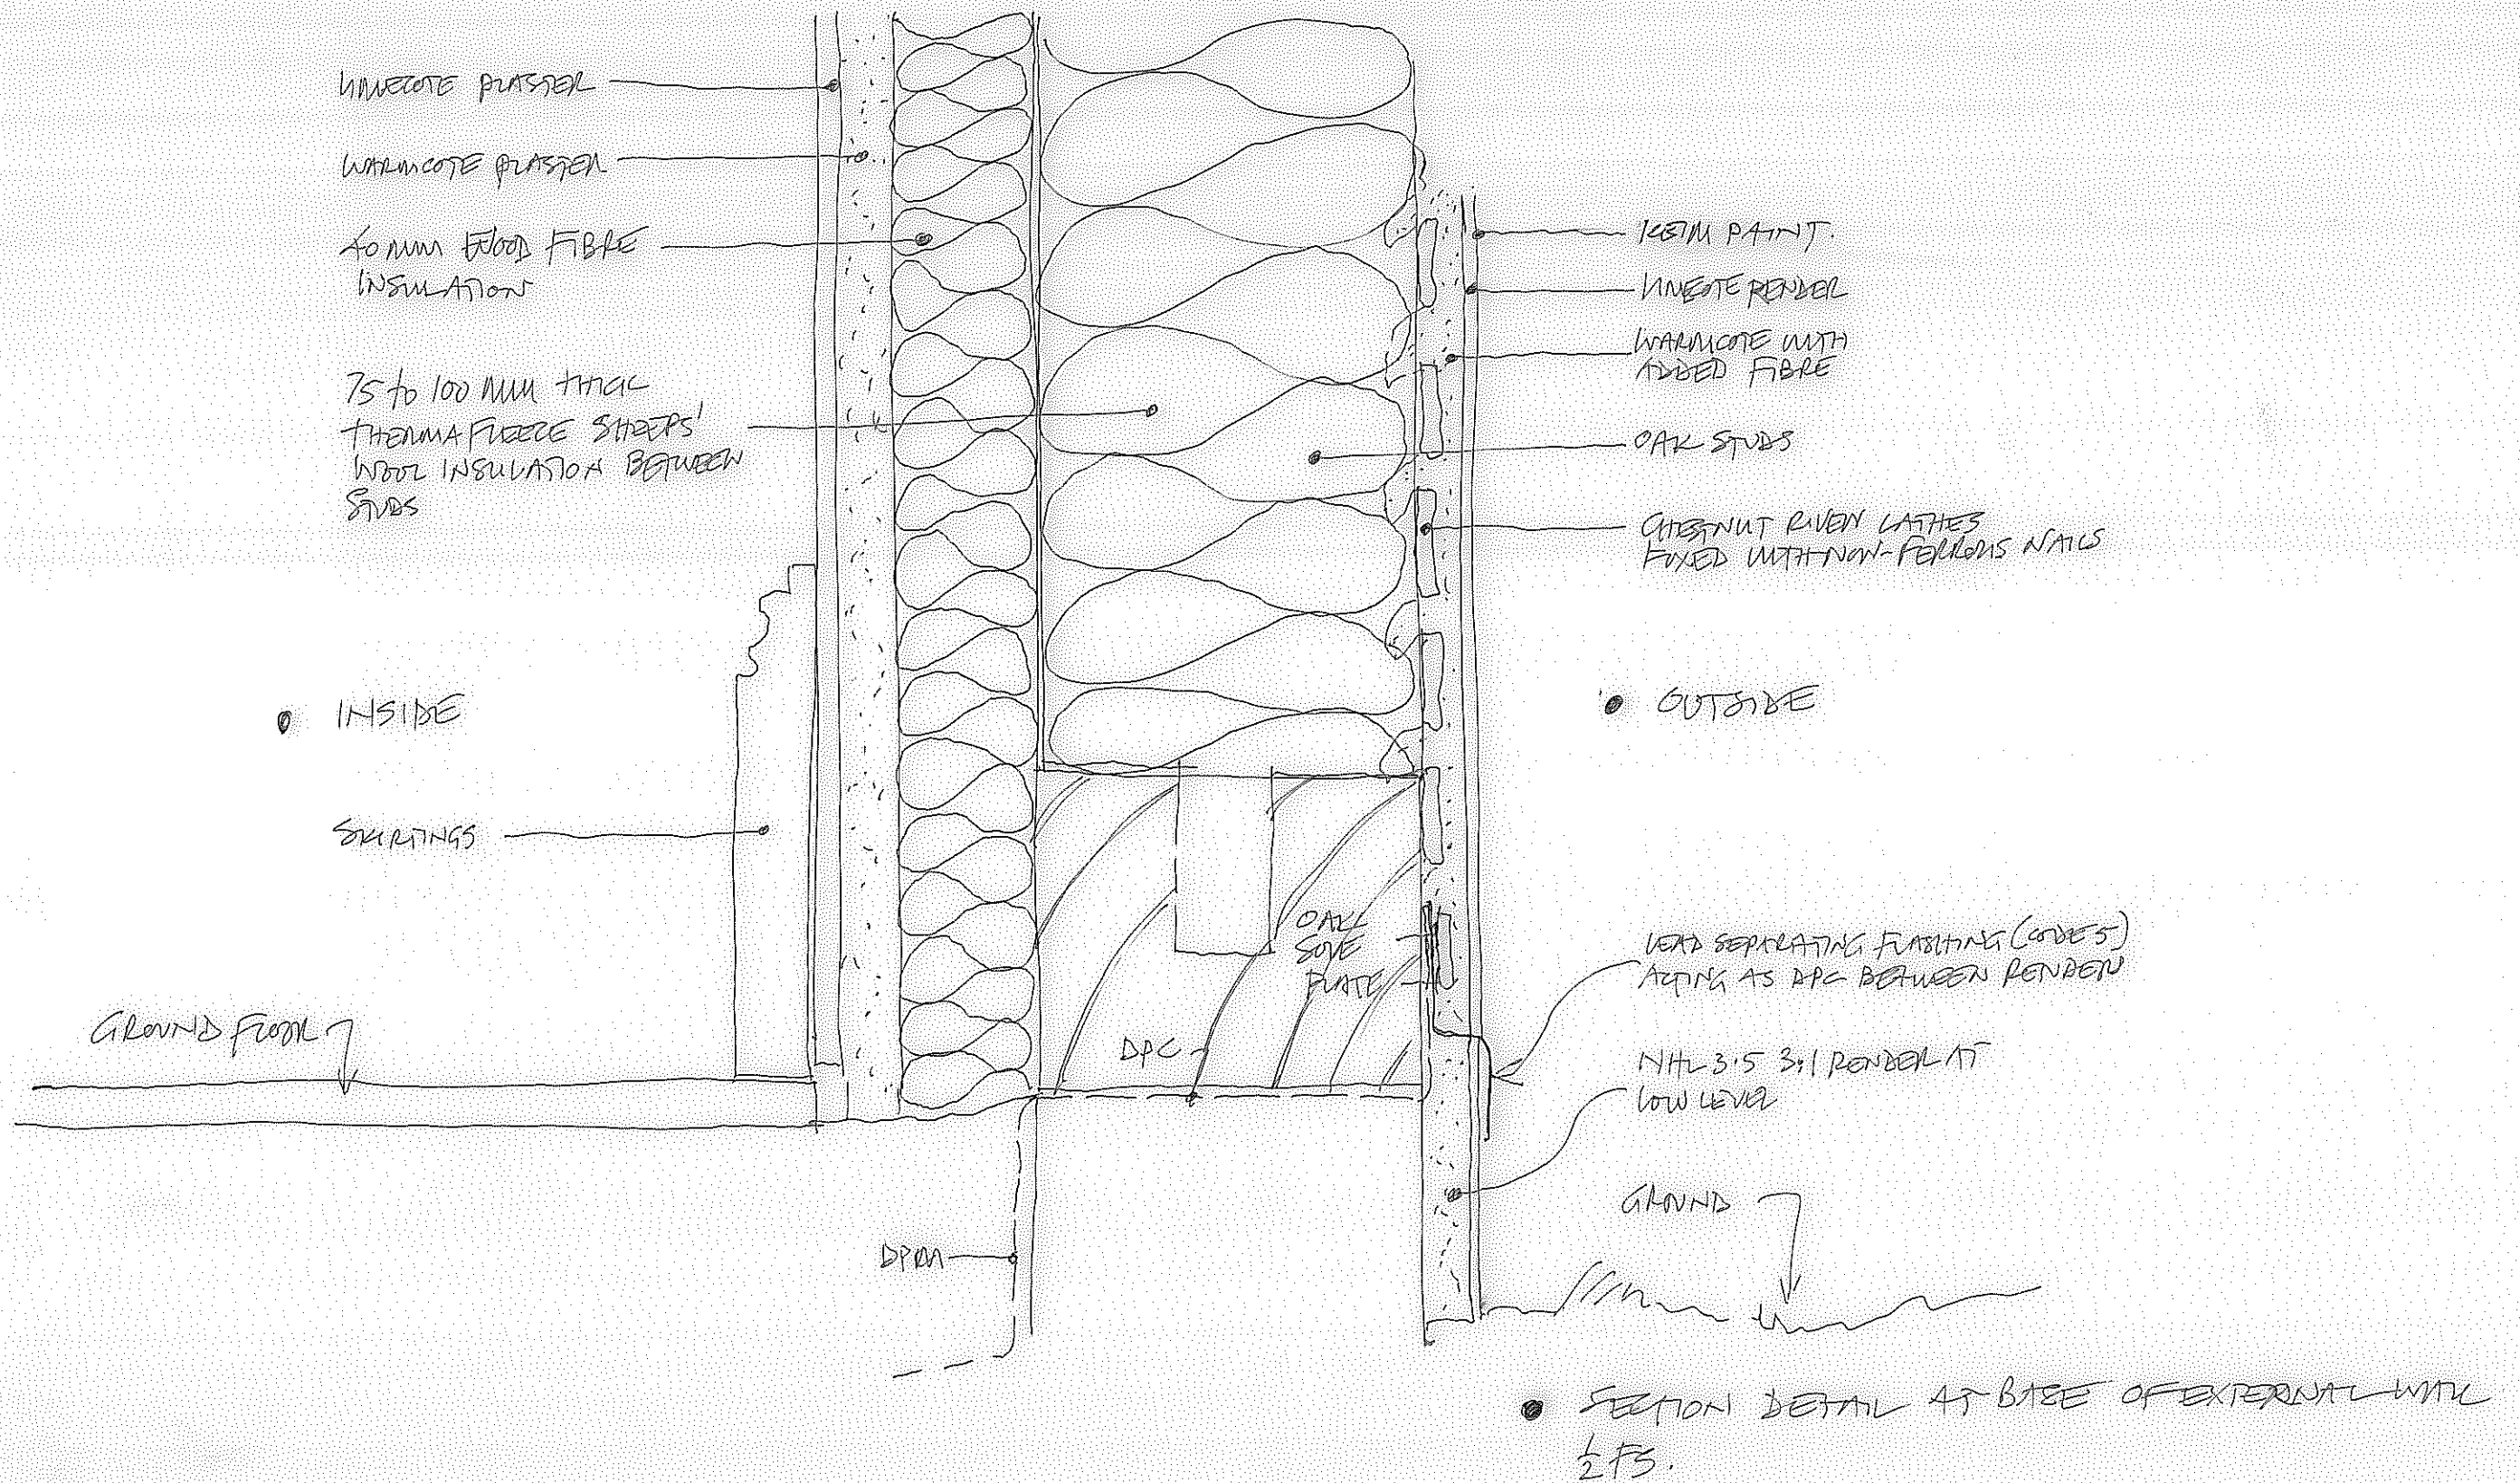 LIMECOTE PLASTER
WARMCOTE PLASTER
40 MM WOOD FIBRE
INSULATION
75 to 100 MM THICK
THERMAFLEECE SHEEPS'
WOOL INSULATION BETWEEN
STUDS
INSIDE
SKIRTINGS
GROUND FLOOR
DPM
DPC
OAK
SOLE
PLATE
KEIM PAINT.
LIMECOTE RENDER
WARMCOTE WITH
ADDED FIBRE
OAK STUDS
CHESTNUT RIVEN LATHES
FIXED WITH NON-FERROUS NAILS
OUTSIDE
LEAD SEPARATING FLASHING (CODE 5)
ACTING AS DPC BETWEEN RENDER
NHL 3.5 3:1 RENDER AT
LOW LEVEL
GROUND
SECTION DETAIL AT BASE OF EXTERNAL WALL
1/2 FS.